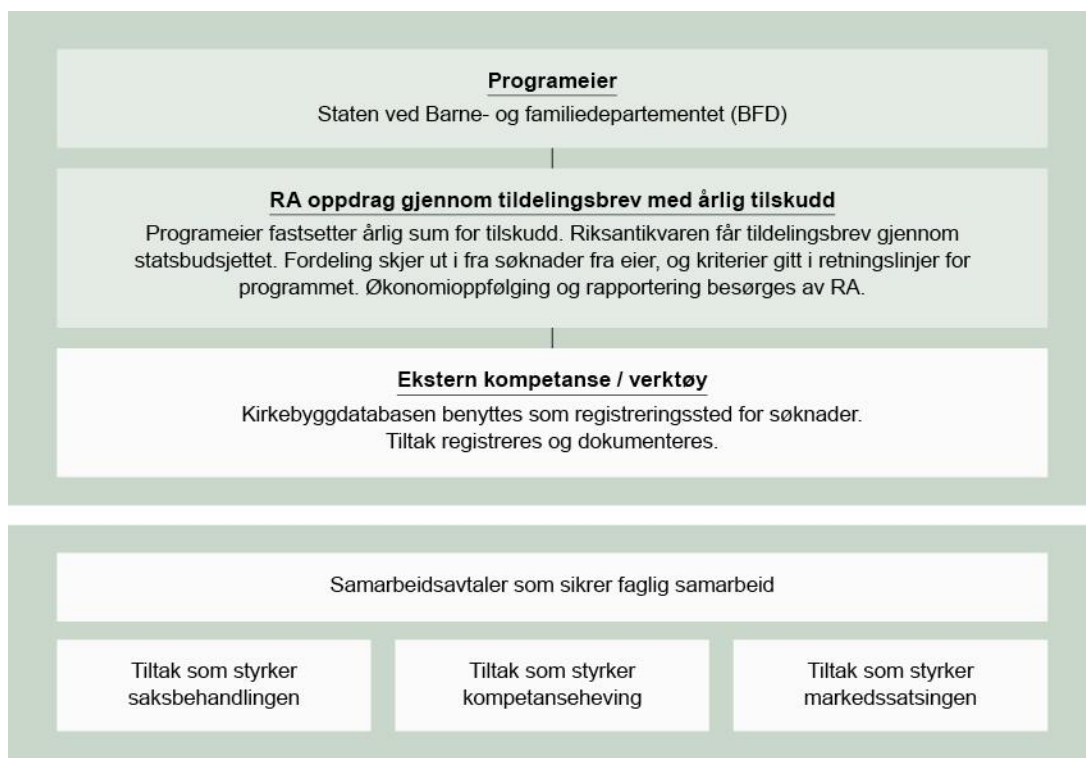 Programeier
Staten ved Barne- og familiedepartementet (BFD)
RA oppdrag gjennom tildelingsbrev med årlig tilskudd
Programeier fastsetter årlig sum for tilskudd. Riksantikvaren får tildelingsbrev gjennom
statsbudsjettet. Fordeling skjer ut i fra søknader fra eier, og kriterier gitt i retningslinjer for
programmet. Økonomioppfølging og rapportering besørges av RA.
Ekstern kompetanse / verktøy
Kirkebyggdatabasen benyttes som registreringssted for søknader.
Tiltak registreres og dokumenteres.
Samarbeidsavtaler som sikrer faglig samarbeid
Tiltak som styrker
saksbehandlingen
Tiltak som styrker
kompetanseheving
Tiltak som styrker
markedssatsingen